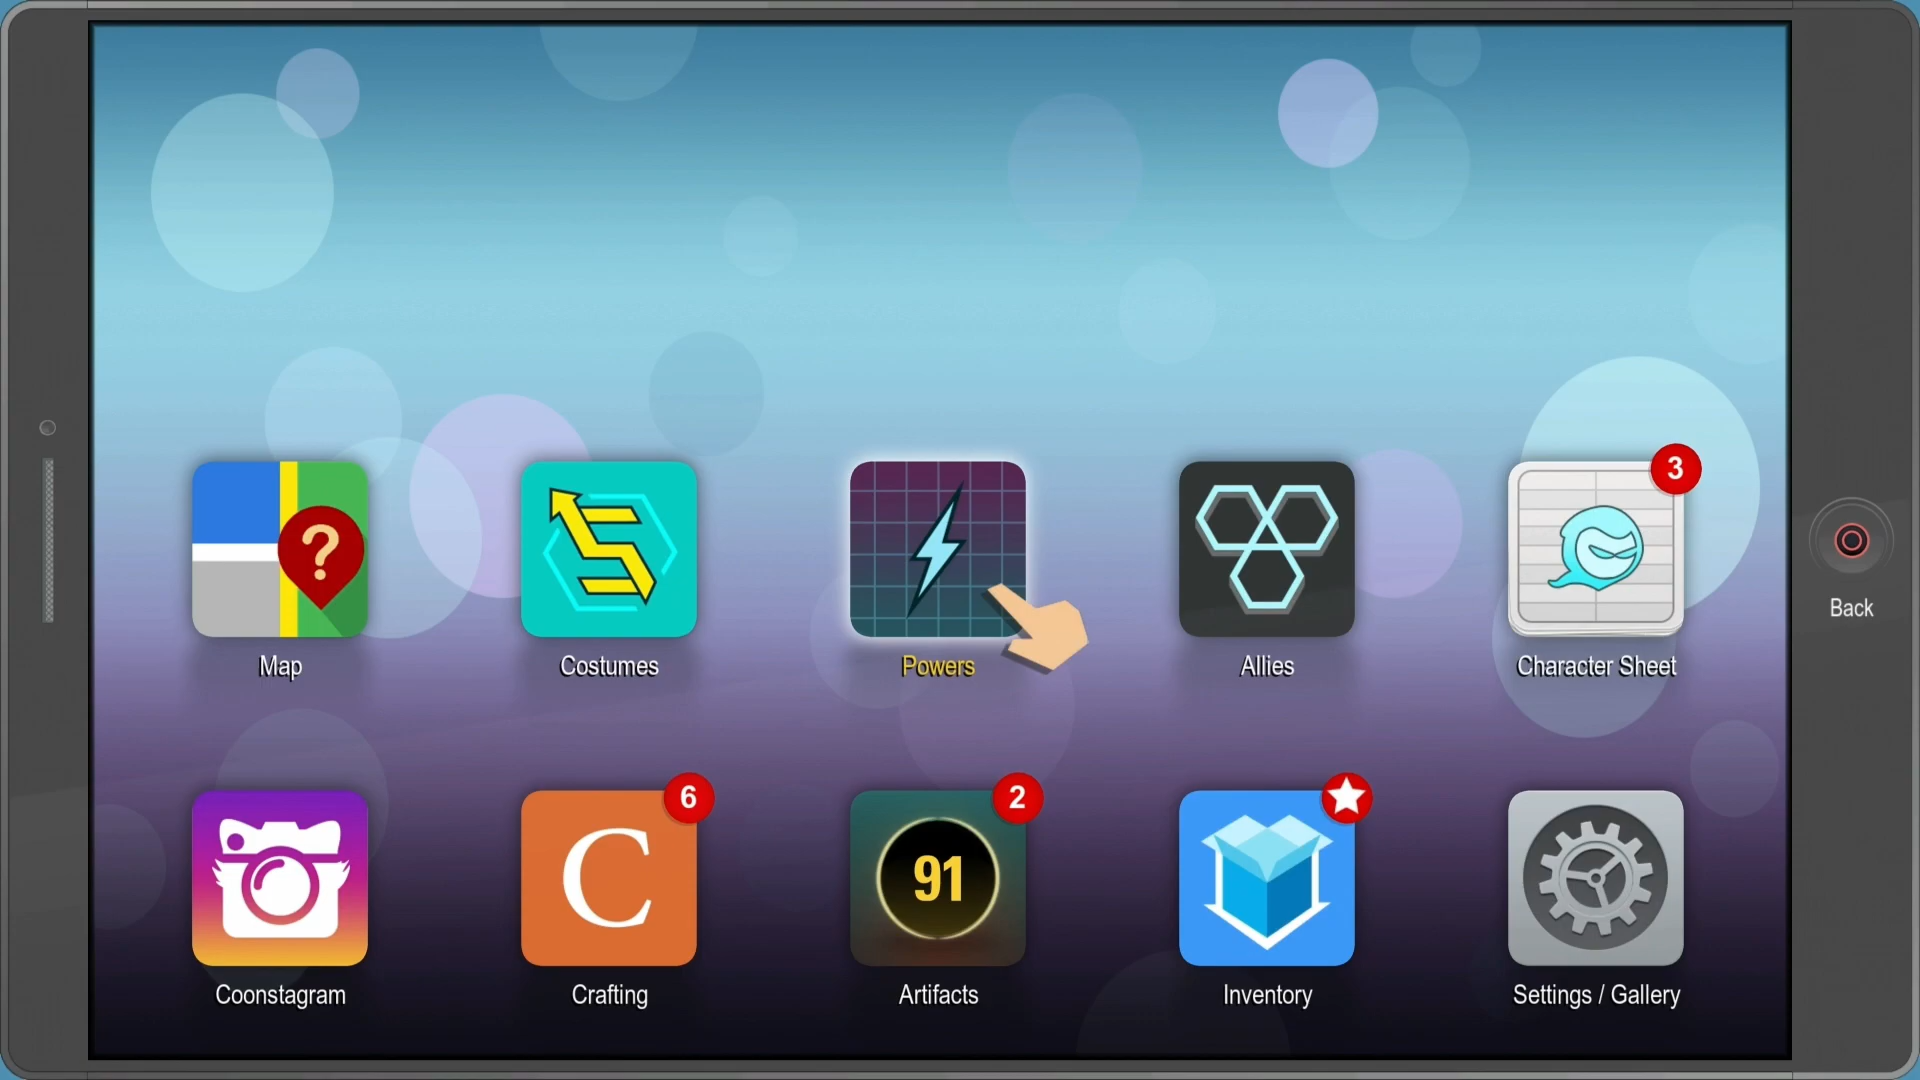 ?
3
Map
Costumes
Powers
Allies
Character Sheet
Back
6
2
C
91
Coonstagram
Crafting
Artifacts
Inventory
Settings / Gallery